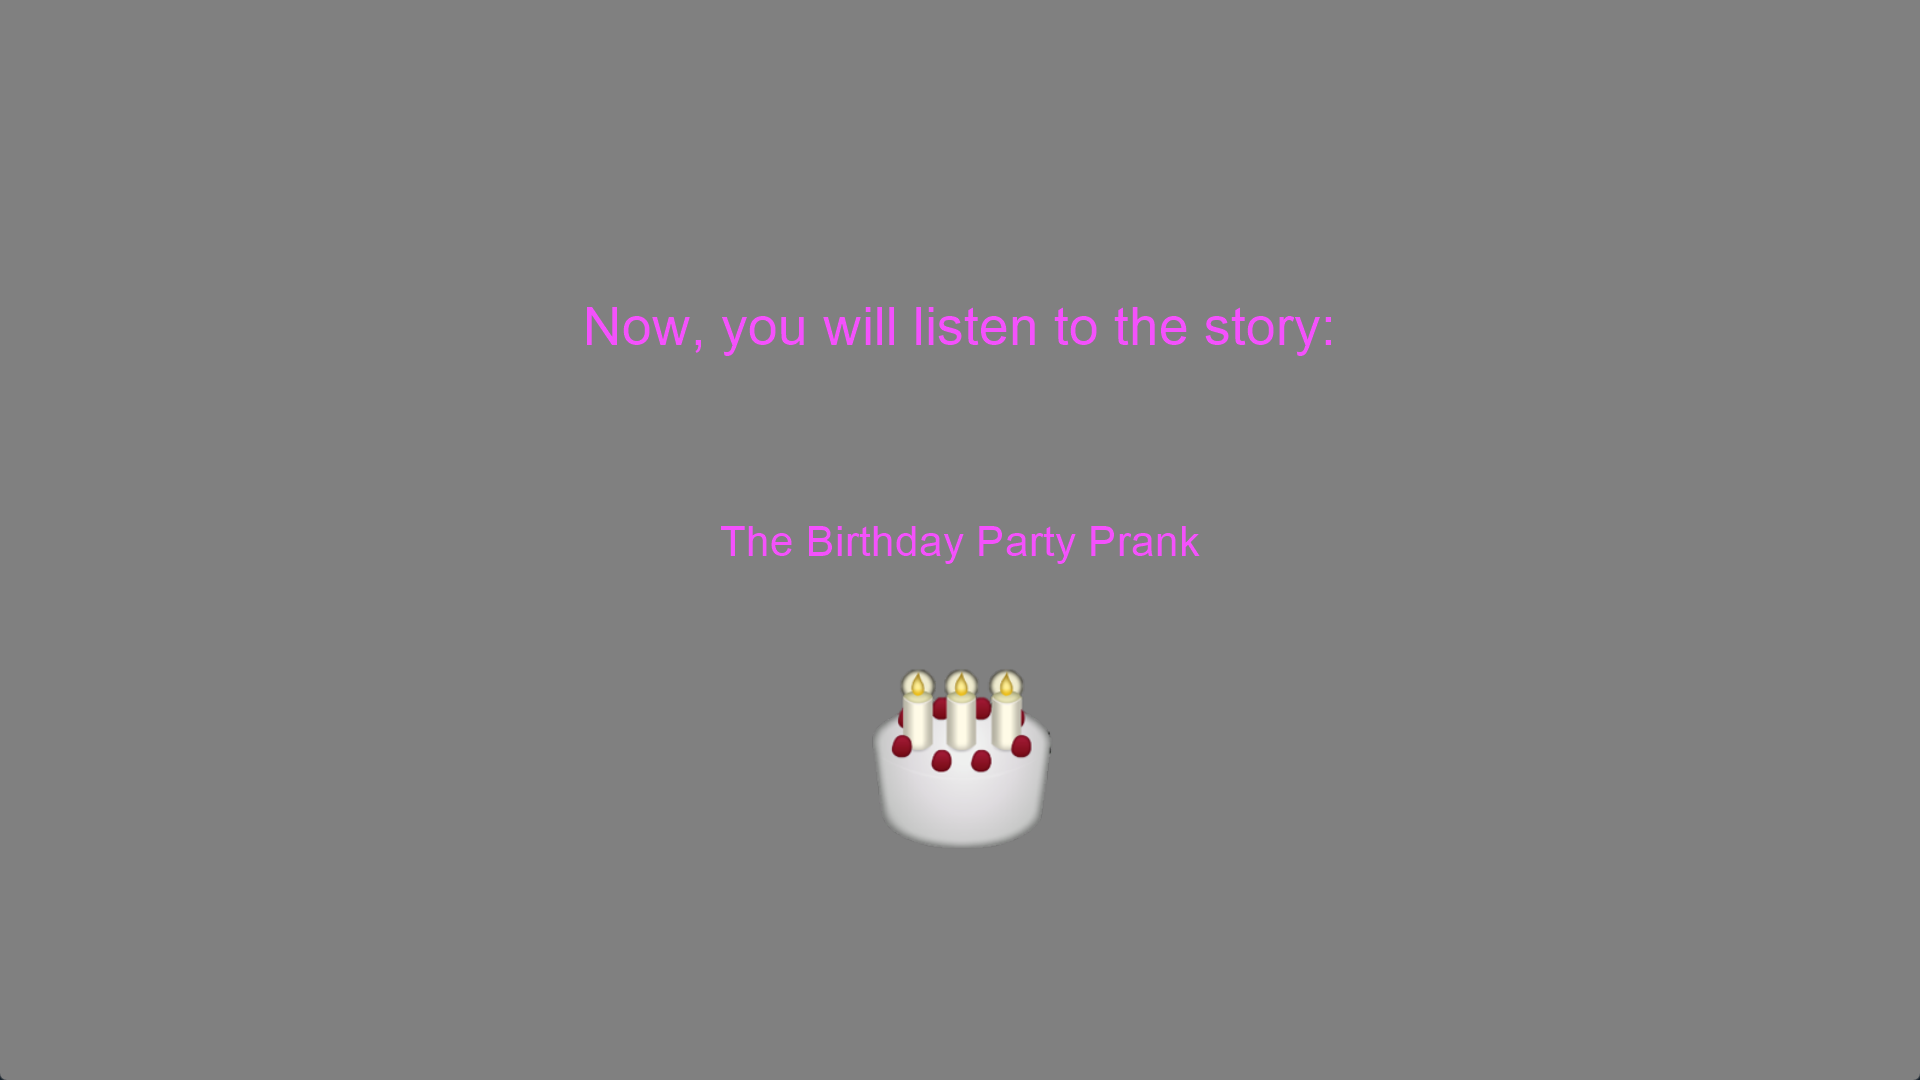 Now, you will listen to the story:
The Birthday Party Prank